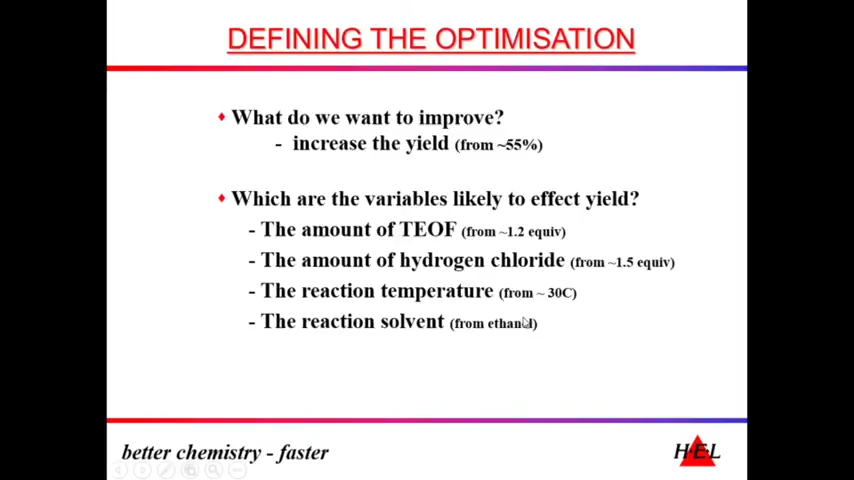 DEFINING THE OPTIMISATION
♦ What do we want to improve?
- increase the yield (from ~55%)
♦ Which are the variables likely to effect yield?
- The amount of TEOF (from ~1.2 equiv)
- The amount of hydrogen chloride (from ~1.5 equiv)
- The reaction temperature (from ~ 30C)
- The reaction solvent (from ethanol)
better chemistry - faster
HEL